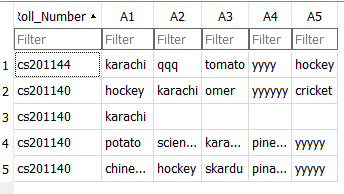 Roll_Number A1 A2 A3 A4 A5
Filter Filter Filter Filter Filter Filter
1 cs201144 karachi qqq tomato yyyy hockey
2 cs201140 hockey karachi omer yyyyyy cricket
3 cs201140 karachi
4 cs201140 potato scien... kara... pine... yyyyy
5 cs201140 chine... hockey skardu pina... yyyyy